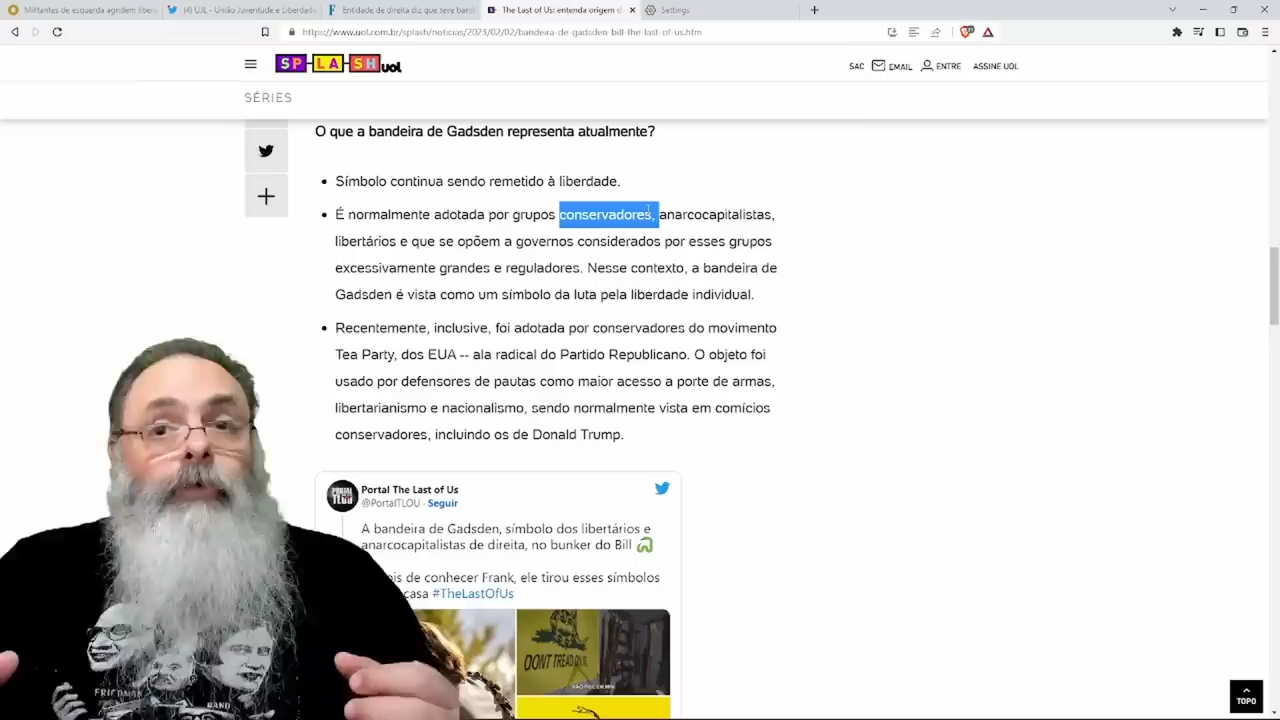 Militantes de esquerda agridem liber
(4) UJL - União Juventude e Liberdade
Entidade de direita diz que teve band
The Last of Us: entenda origem d
Settings
https://www.uol.com.br/splash/noticias/2023/02/02/bandeira-de-gadsden-bill-the-last-of-us.htm
SPLASH uol
SAC EMAIL ENTRE ASSINE UOL
SÉRIES
O que a bandeira de Gadsden representa atualmente?
Símbolo continua sendo remetido à liberdade.
É normalmente adotada por grupos conservadores, anarcocapitalistas,
libertários e que se opõem a governos considerados por esses grupos
excessivamente grandes e reguladores. Nesse contexto, a bandeira de
Gadsden é vista como um símbolo da luta pela liberdade individual.
Recentemente, inclusive, foi adotada por conservadores do movimento
Tea Party, dos EUA -- ala radical do Partido Republicano. O objeto foi
usado por defensores de pautas como maior acesso a porte de armas,
libertarianismo e nacionalismo, sendo normalmente vista em comícios
conservadores, incluindo os de Donald Trump.
Portal The Last of Us
@PortalTLOU · Seguir
A bandeira de Gadsden, símbolo dos libertários e
anarcocapitalistas de direita, no bunker do Bill
de conhecer Frank, ele tirou esses símbolos
casa #TheLastOfUs
DONT TREAD ON
FRIEDMAN
RAND
TOPO